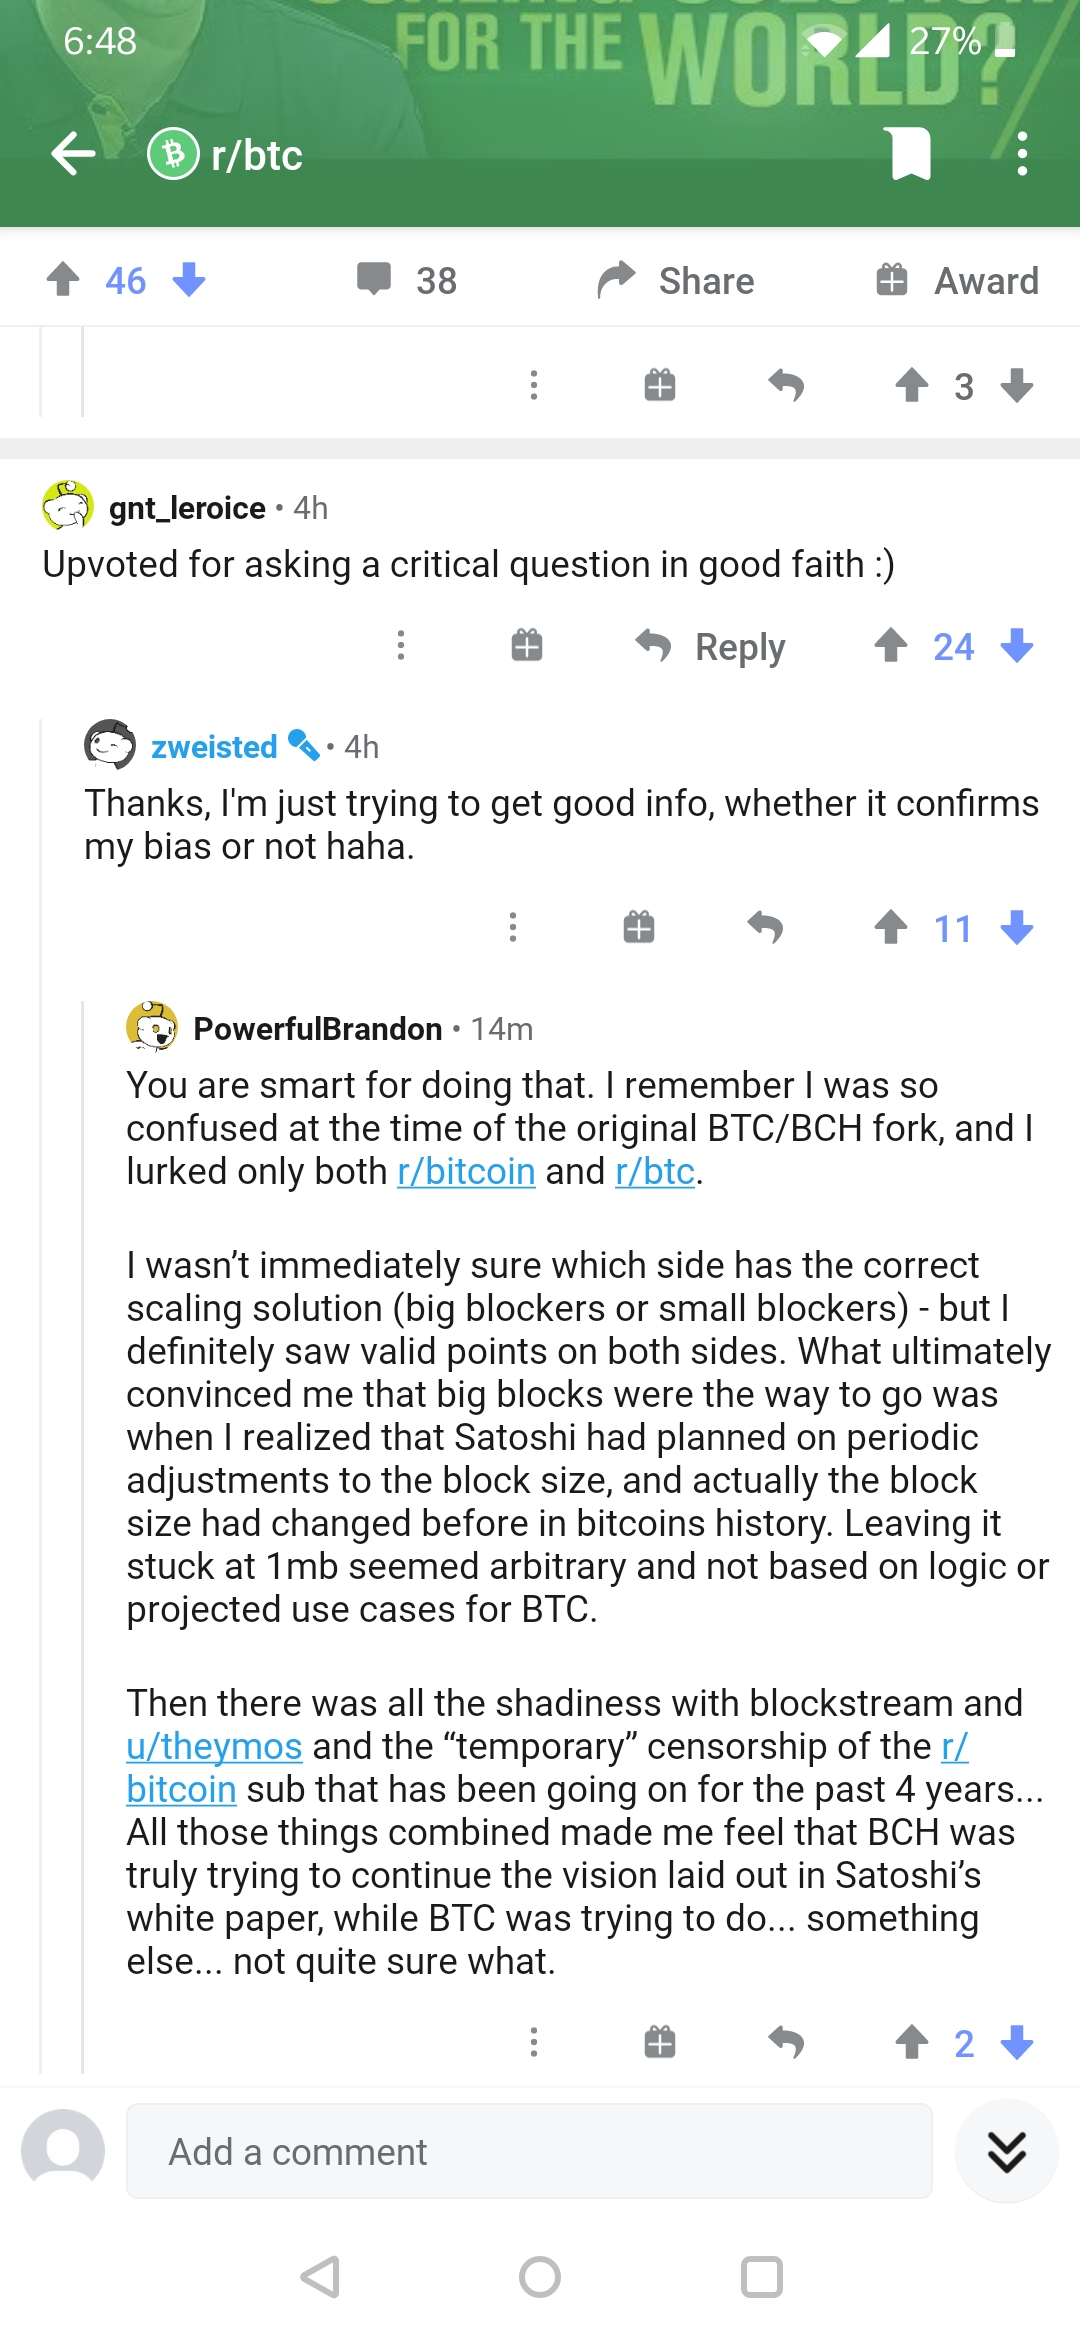 6:48
FOR THE WORLD?
27%
r/btc
46
38
Share
Award
3
gnt_leroice • 4h
Upvoted for asking a critical question in good faith :)
Reply
24
zweisted • 4h
Thanks, I'm just trying to get good info, whether it confirms
my bias or not haha.
11
PowerfulBrandon • 14m
You are smart for doing that. I remember I was so
confused at the time of the original BTC/BCH fork, and I
lurked only both r/bitcoin and r/btc.
I wasn’t immediately sure which side has the correct
scaling solution (big blockers or small blockers) - but I
definitely saw valid points on both sides. What ultimately
convinced me that big blocks were the way to go was
when I realized that Satoshi had planned on periodic
adjustments to the block size, and actually the block
size had changed before in bitcoins history. Leaving it
stuck at 1mb seemed arbitrary and not based on logic or
projected use cases for BTC.
Then there was all the shadiness with blockstream and
u/theymos and the “temporary” censorship of the r/
bitcoin sub that has been going on for the past 4 years...
All those things combined made me feel that BCH was
truly trying to continue the vision laid out in Satoshi’s
white paper, while BTC was trying to do... something
else... not quite sure what.
2
Add a comment